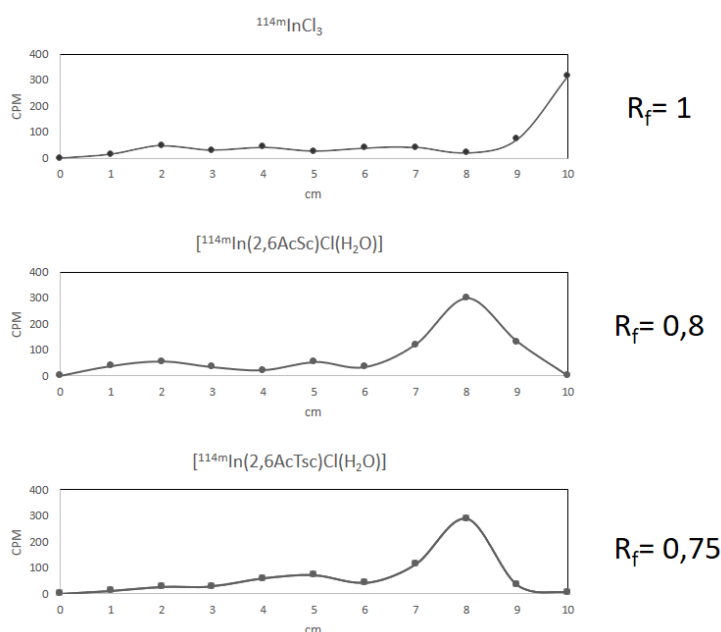 ¹¹⁴ᵐInCl₃
400
300
200
100
0
CPM
0 1 2 3 4 5 6 7 8 9 10
cm
R_f= 1
[¹¹⁴ᵐIn(2,6AcSc)Cl(H₂O)]
400
300
200
100
0
CPM
0 1 2 3 4 5 6 7 8 9 10
cm
R_f= 0,8
[¹¹⁴ᵐIn(2,6AcTsc)Cl(H₂O)]
400
300
200
100
0
CPM
0 1 2 3 4 5 6 7 8 9 10
cm
R_f= 0,75